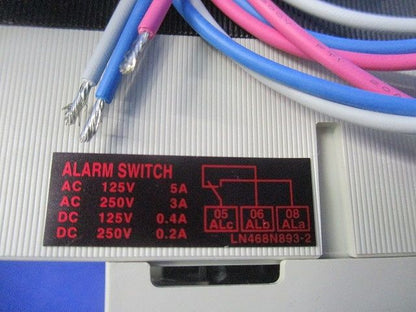 ALARM SWITCH
AC 125V 5A
AC 250V 3A
DC 125V 0.4A
DC 250V 0.2A
05 06 08
ALc ALb ALa
LN468N893-2